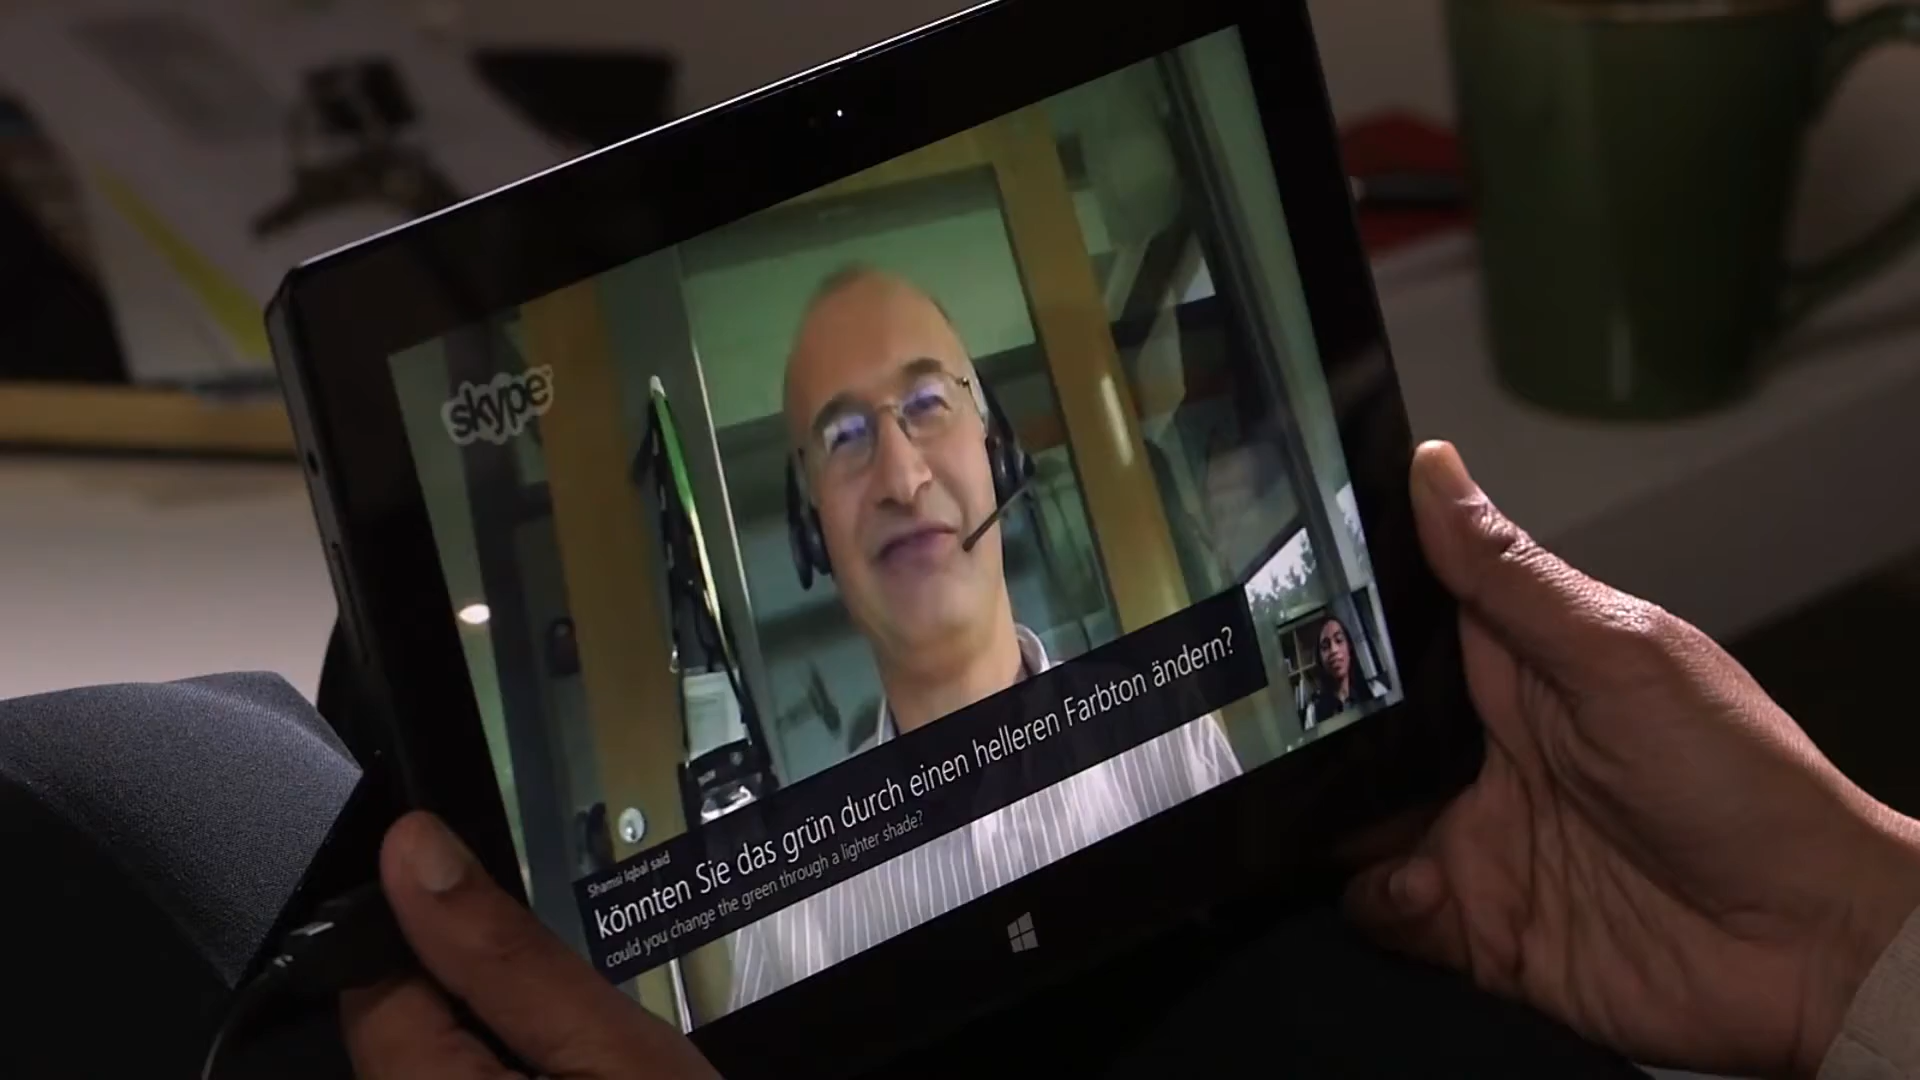 skype
Shamsi Iqbal said
könnten Sie das grün durch einen helleren Farbton ändern?
could you change the green through a lighter shade?